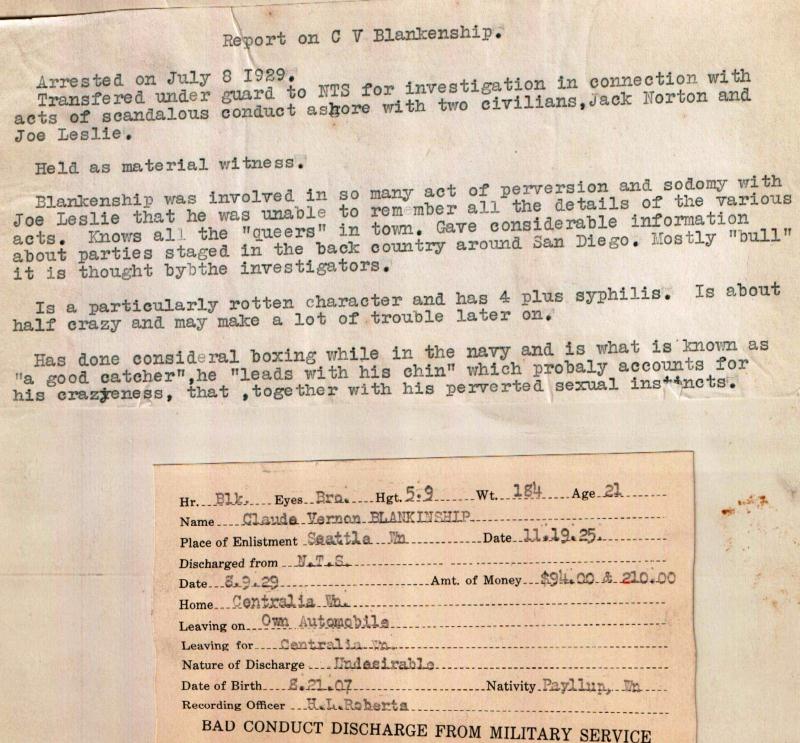 Report on C V Blankenship.
Arrested on July 8 1929.
Transfered under guard to NTS for investigation in connection with
acts of scandalous conduct ashore with two civilians,Jack Norton and
Joe Leslie.
Held as material witness.
Blankenship was involved in so many act of perversion and sodomy with
Joe Leslie that he was unable to remember all the details of the various
acts. Knows all the "queers" in town. Gave considerable information
about parties staged in the back country around San Diego. Mostly "bull"
it is thought bybthe investigators.
Is a particularly rotten character and has 4 plus syphilis. Is about
half crazy and may make a lot of trouble later on.
Has done consideral boxing while in the navy and is what is known as
"a good catcher",he "leads with his chin" which probaly accounts for
his crazyeness, that ,together with his perverted sexual instincts.
Hr. Blk. Eyes Brn. Hgt. 5.9 Wt. 184 Age 21
Name Claude Vernon BLANKINSHIP
Place of Enlistment Seattle Wn Date 11.19.25.
Discharged from N.T.S.
Date 8.9.29 Amt. of Money $94.00 & 210.00
Home Centralia Wn.
Leaving on Own Automobile
Leaving for Centralia Wn.
Nature of Discharge Undesirable
Date of Birth 8.21.07 Nativity Payllup, Wn
Recording Officer H.L.Roberts
BAD CONDUCT DISCHARGE FROM MILITARY SERVICE